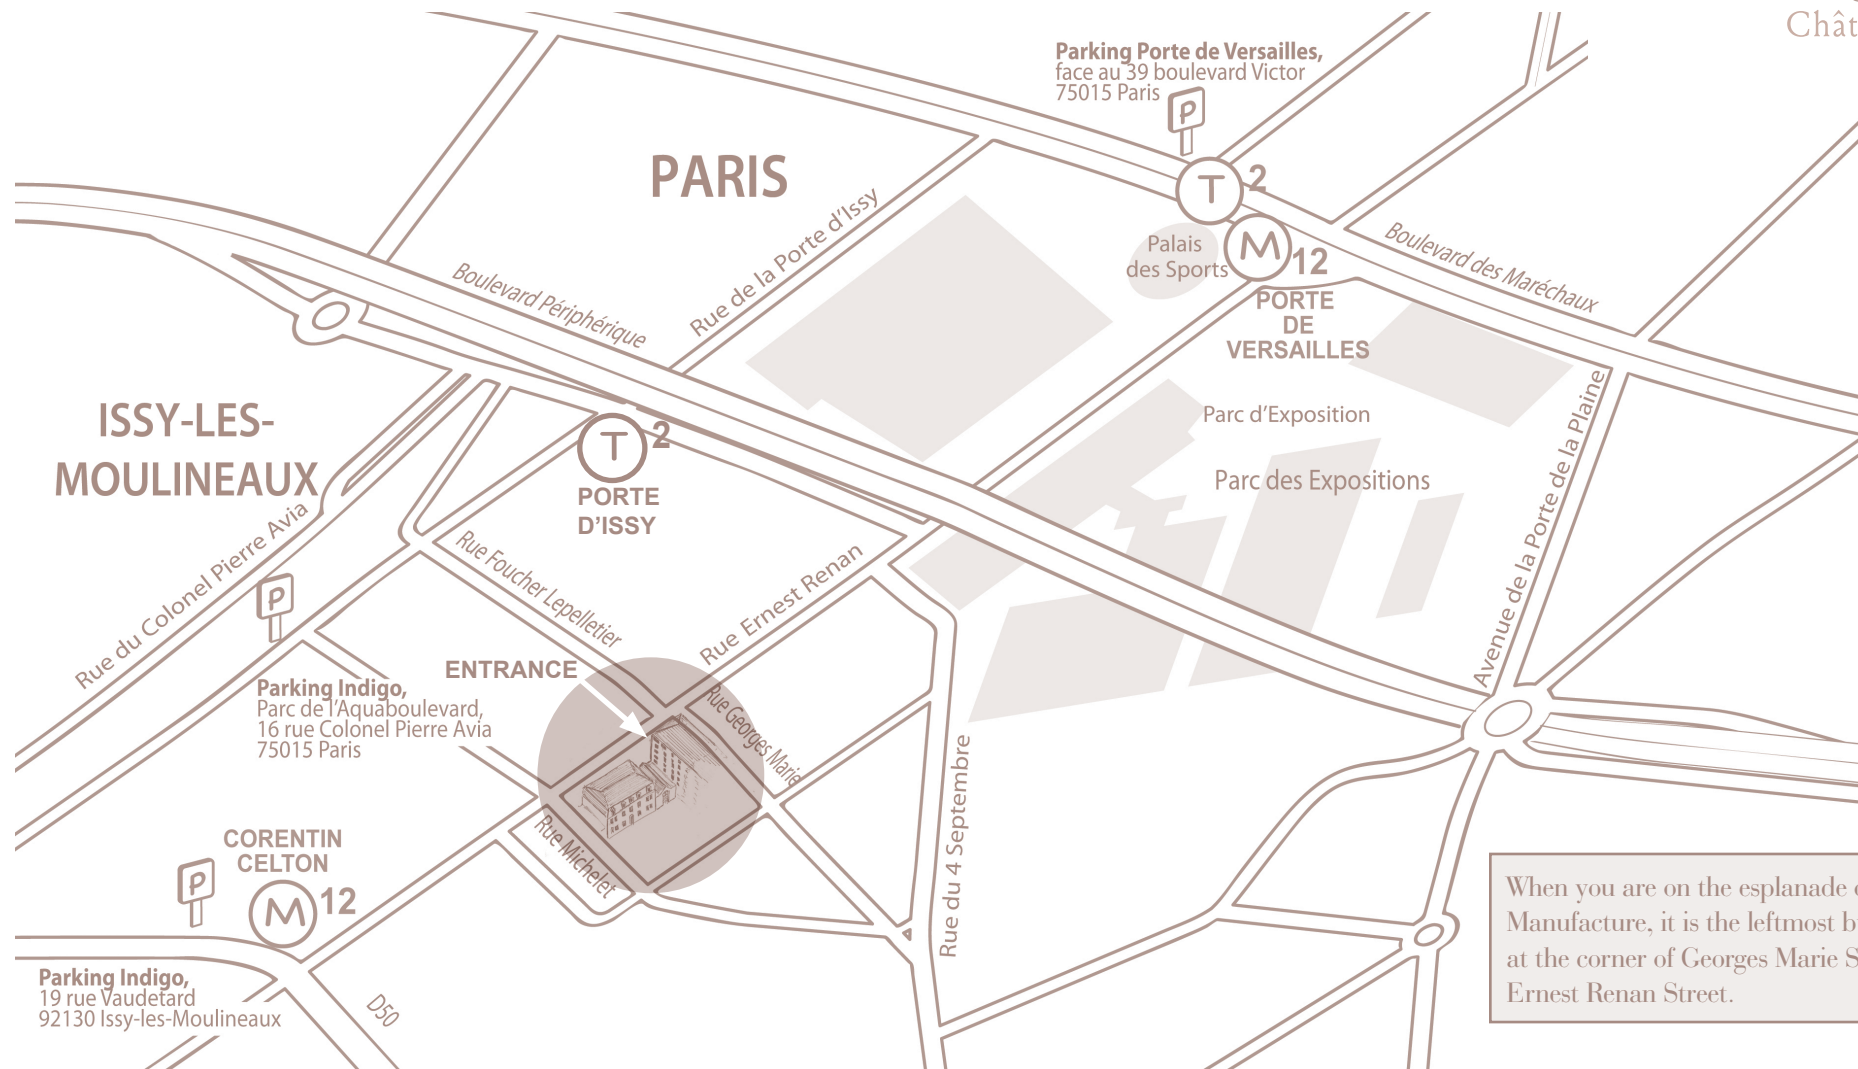 Parking Porte de Versailles,
face au 39 boulevard Victor
75015 Paris
P
T 2
M 12
PORTE
DE
VERSAILLES
PARIS
Palais
des Sports
Rue de la Porte d'Issy
Boulevard des Maréchaux
Boulevard Périphérique
Parc d'Exposition
Parc des Expositions
Avenue de la Porte de la Plaine
ISSY-LES-
MOULINEAUX
T 2
PORTE
D'ISSY
Rue du Colonel Pierre Avia
Rue Foucher Lepelletier
Rue Ernest Renan
P
Parking Indigo,
Parc de l'Aquaboulevard,
16 rue Colonel Pierre Avia
75015 Paris
ENTRANCE
Rue Georges Marie
Rue Michelet
Rue du 4 Septembre
CORENTIN
CELTON
P
M 12
Parking Indigo,
19 rue Vaudetard
92130 Issy-les-Moulineaux
D50
When you are on the esplanade
Manufacture, it is the leftmost
at the corner of Georges Marie
Ernest Renan Street.